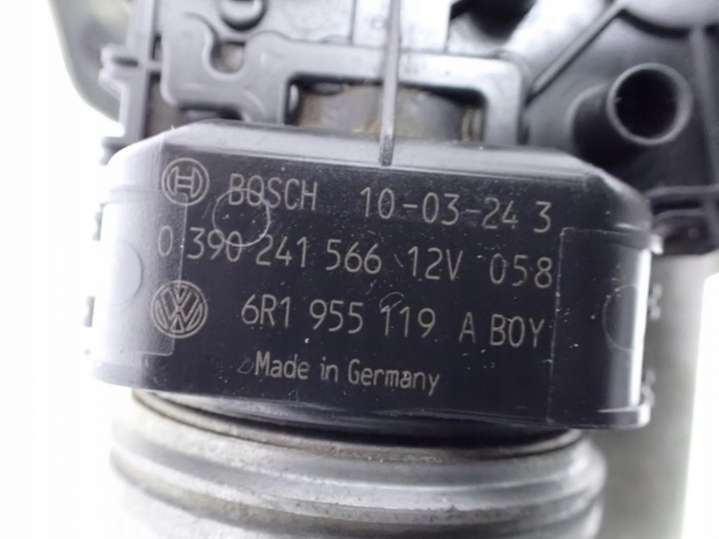 BOSCH 10-03-24 3
0 390 241 566 12V 058
6R1 955 119 A BOY
Made in Germany